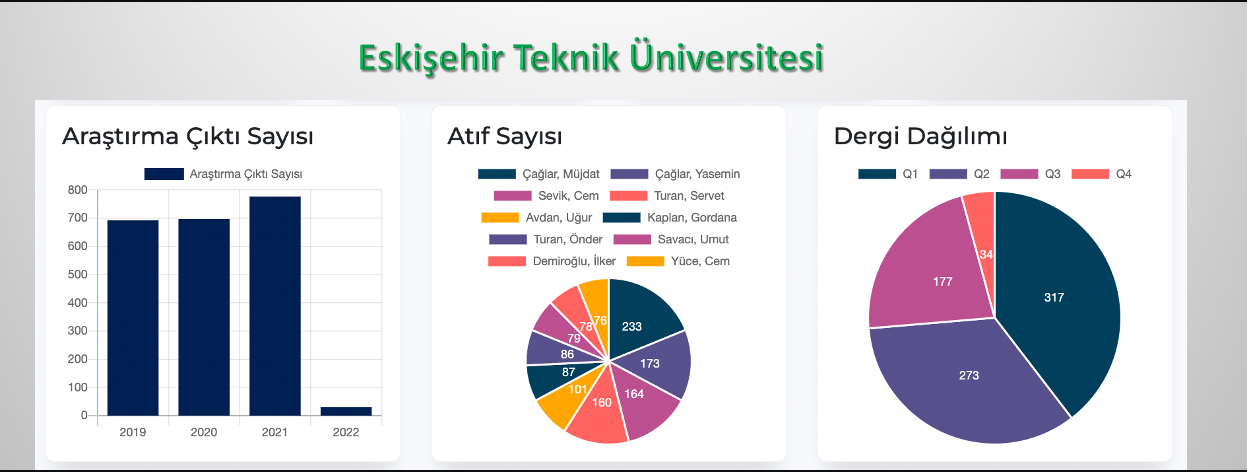 Eskişehir Teknik Üniversitesi
Araştırma Çıktı Sayısı
Araştırma Çıktı Sayısı
800
700
600
500
400
300
200
100
0
2019 2020 2021 2022
Atıf Sayısı
Çağlar, Müjdat Çağlar, Yasemin
Sevik, Cem Turan, Servet
Avdan, Uğur Kaplan, Gordana
Turan, Önder Savacı, Umut
Demiroğlu, İlker Yüce, Cem
233
173
164
160
101
87
86
79
78
76
Dergi Dağılımı
Q1 Q2 Q3 Q4
317
273
177
34